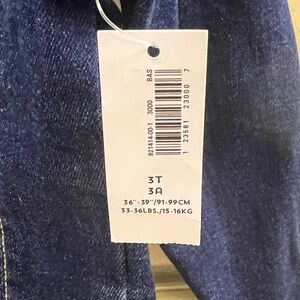 921414-00-1 3000 BAS
1 23581 23000 7
3T
3A
36"-39"/91-99CM
33-36LBS./15-16KG